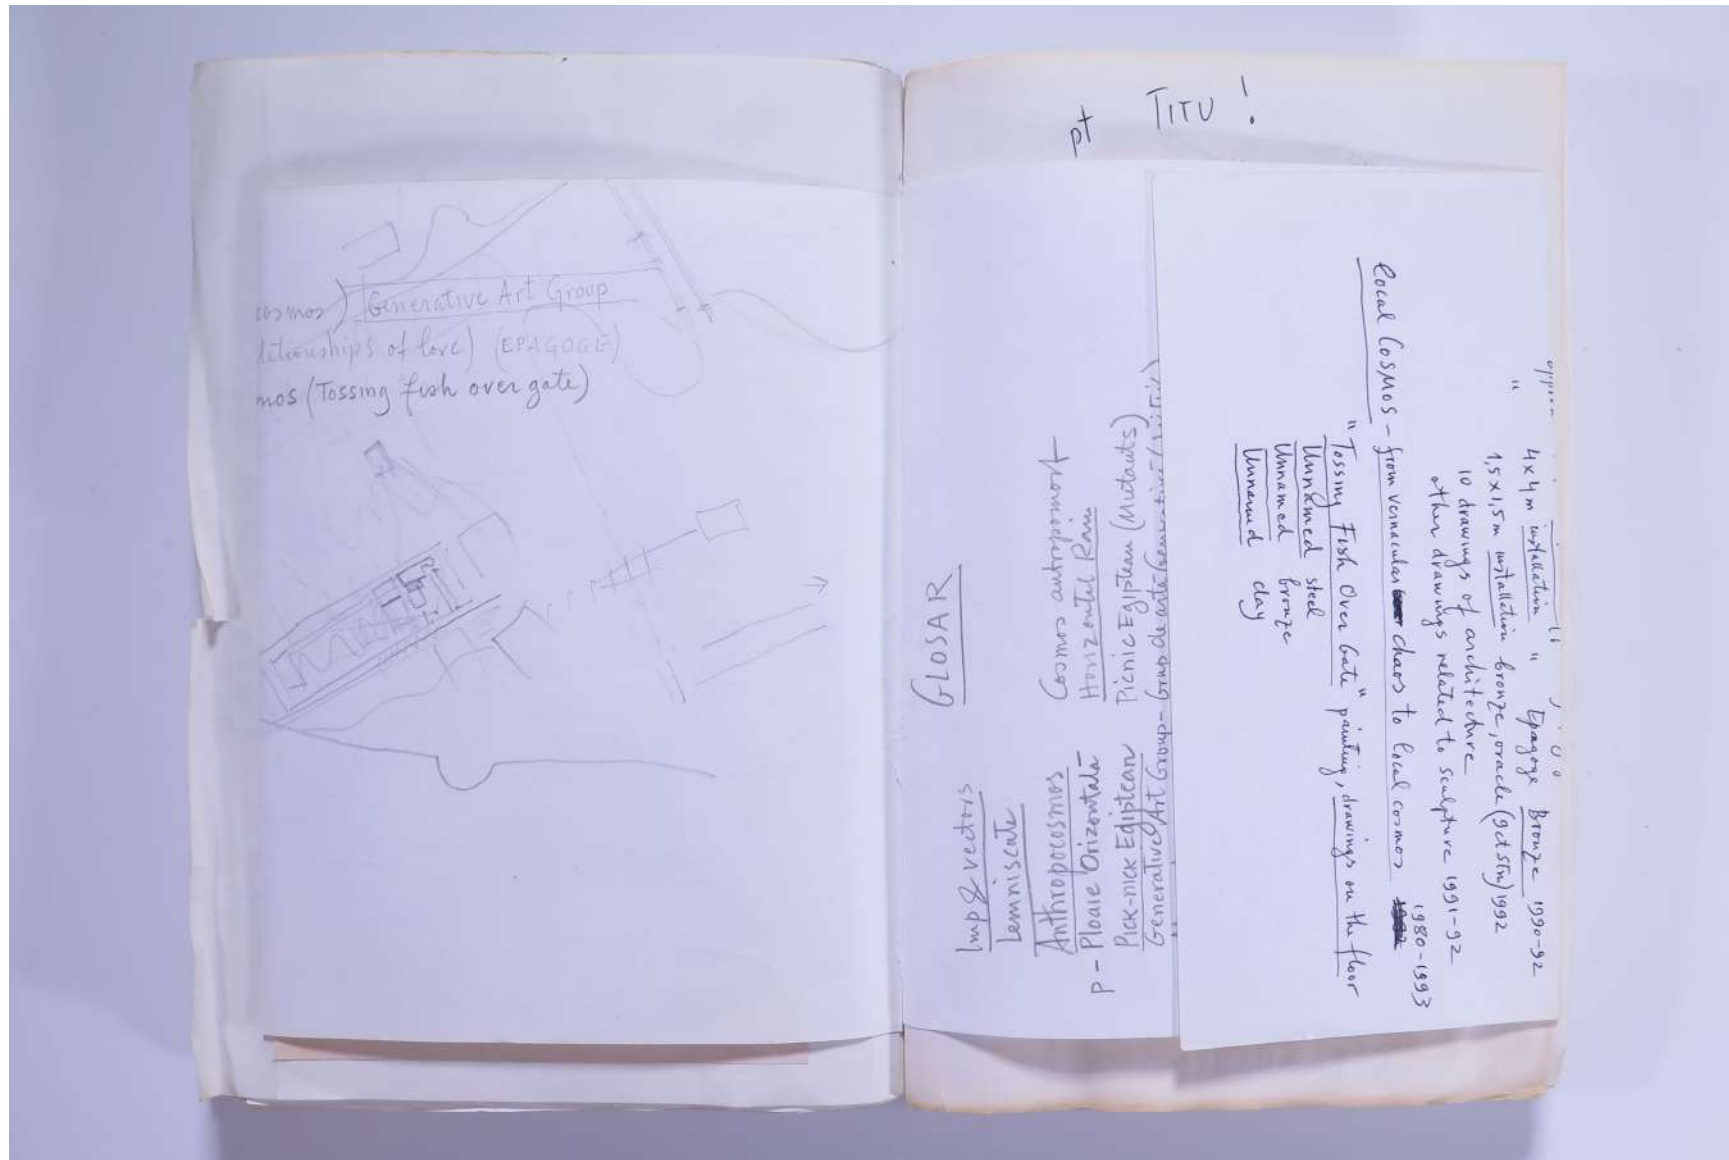 cosmos) Generative Art Group
lationships of love) (EPAGOGE)
mos (Tossing fish over gate)
pt TITU!
GLOSAR
Imp & vectors
Lemniscate
Anthropocosmos Cosmos antropomorf
p - Ploaie Orizontală Horizontal Rain
Pick-nick Egiptean Picnic Egiptean (Mutants)
Generative Art Group - Grup de artă
" 4x4m installation " Epagoge Bronze 1990-92
" 1,5x1,5m installation bronze, oracle 1992
10 drawings of architecture
other drawings related to sculpture 1991-92
Local Cosmos - from vernacular chaos to local cosmos 1980-1993
"Tossing Fish Over Gate" painting, drawings on the floor
Unnamed steel
Unnamed bronze
Unnamed clay